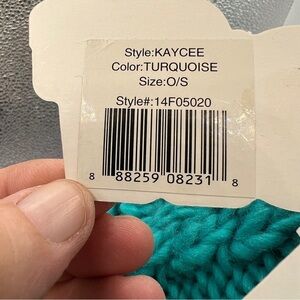 Style:KAYCEE
Color:TURQUOISE
Size:O/S
Style#:14F05020
8 88259 08231 8